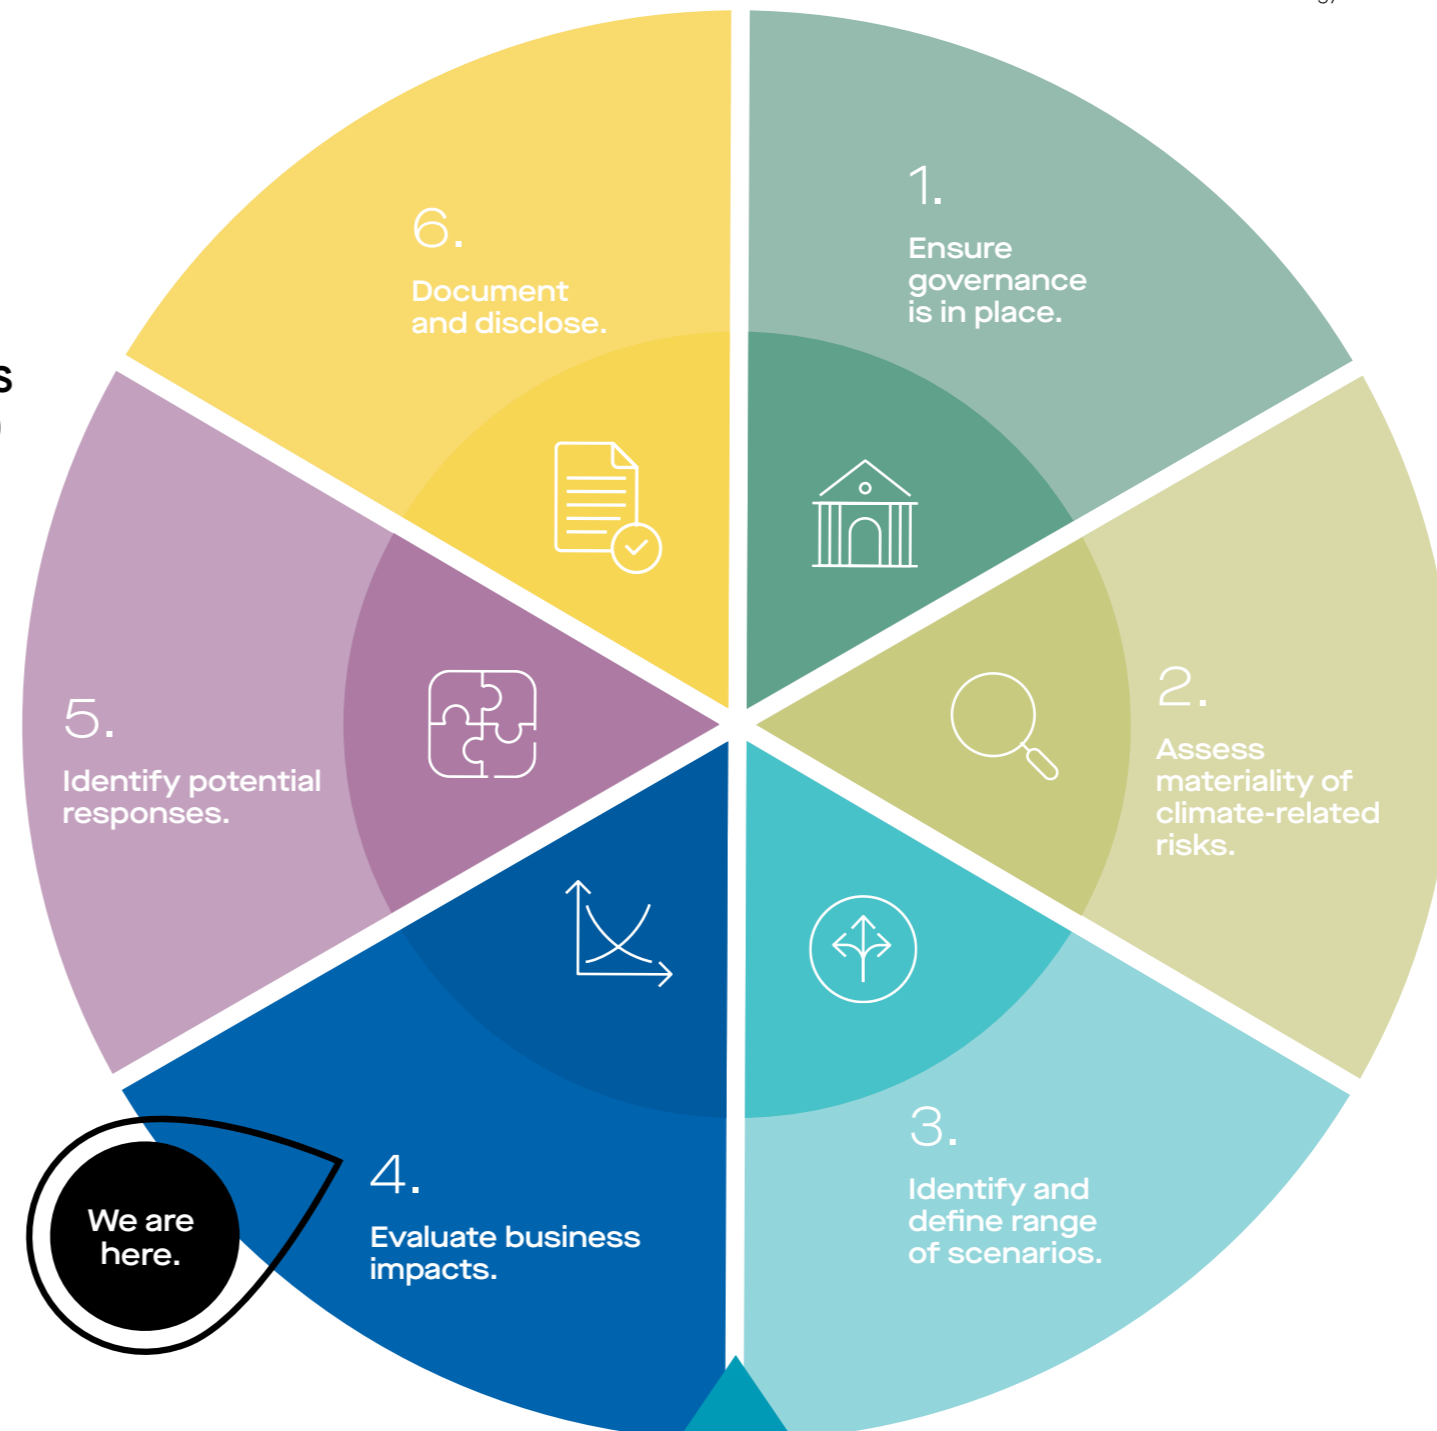 1.
Ensure
governance
is in place.
2.
Assess
materiality of
climate-related
risks.
3.
Identify and
define range
of scenarios.
4.
Evaluate business
impacts.
We are
here.
5.
Identify potential
responses.
6.
Document
and disclose.